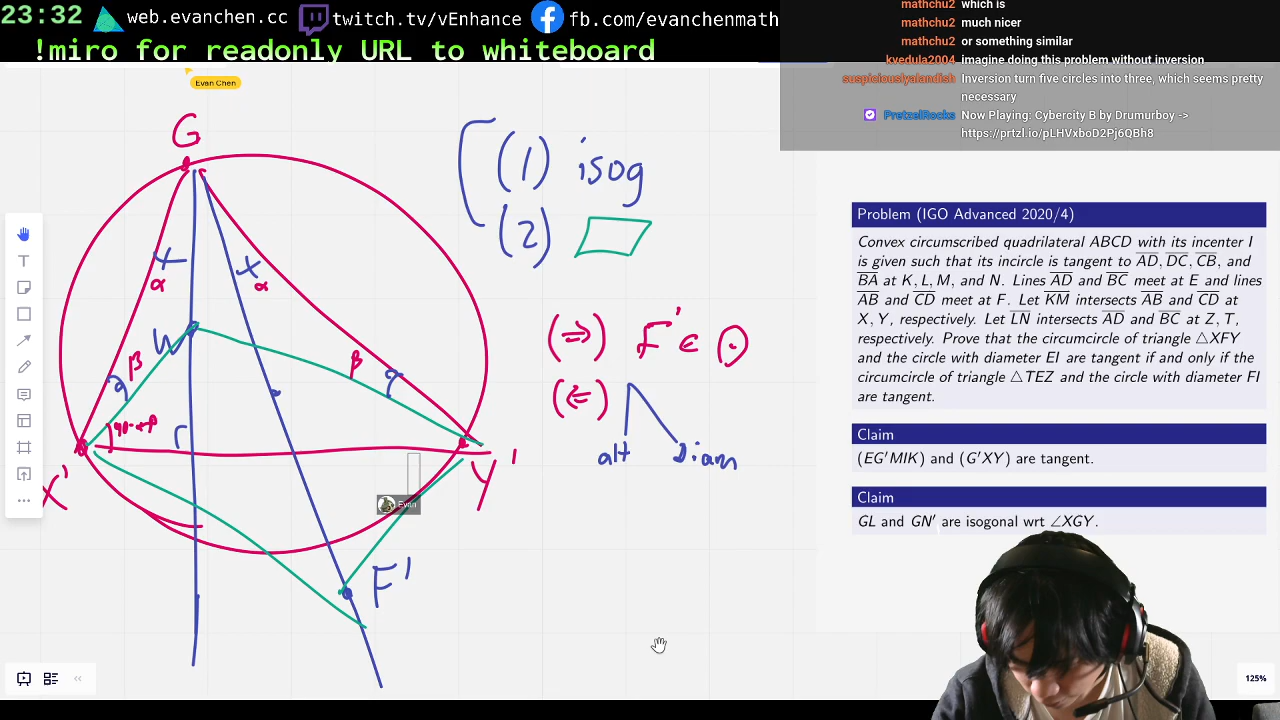 23:32
web.evanchen.cc
twitch.tv/vEnhance
fb.com/evanchenmath
!miro for readonly URL to whiteboard
mathchu2 which is
mathchu2 much nicer
mathchu2 or something similar
kvedula2004 imagine doing this problem without inversion
suspiciouslyalandish Inversion turn five circles into three, which seems pretty
necessary
PretzelRocks Now Playing: Cybercity B by Drumurboy ->
https://prtzl.io/pLHVxboD2Pj6QBh8
Evan Chen
G
(1) isog
(2)
x
x
α
α
W
β
β
90-α-β
X'
Y'
F'
Evan
(⇒) F' ∈ ⊙
(⇐)
alt
Diam
Problem (IGO Advanced 2020/4)
Convex circumscribed quadrilateral ABCD with its incenter I
is given such that its incircle is tangent to AD, DC, CB, and
BA at K, L, M, and N. Lines AD and BC meet at E and lines
AB and CD meet at F. Let KM intersects AB and CD at
X, Y, respectively. Let LN intersects AD and BC at Z, T,
respectively. Prove that the circumcircle of triangle △XFY
and the circle with diameter EI are tangent if and only if the
circumcircle of triangle △TEZ and the circle with diameter FI
are tangent.
Claim
(EG′MIK) and (G′XY) are tangent.
Claim
GL and GN′ are isogonal wrt ∠XGY.
125%